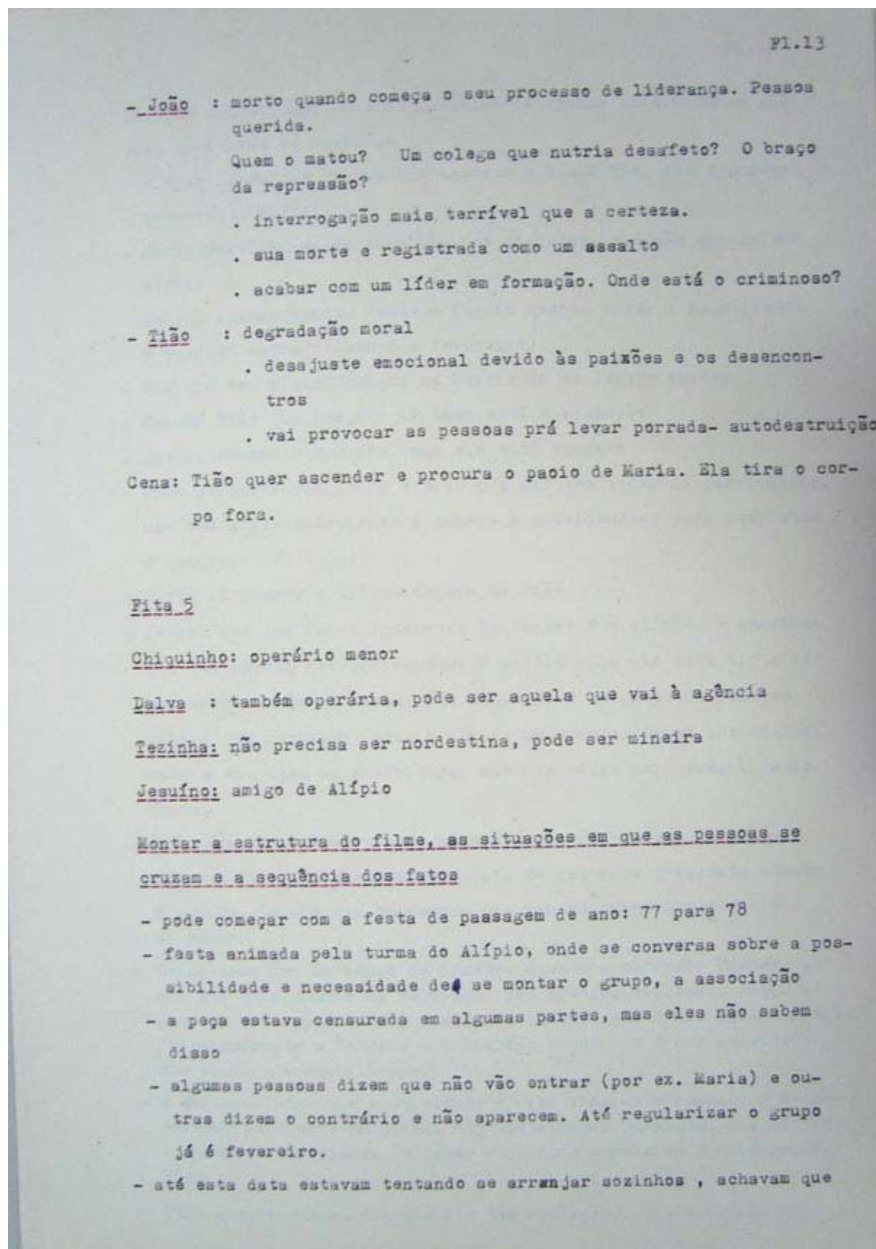 Fl.13
- João : morto quando começa o seu processo de liderança. Pessoa
querida.
Quem o matou? Um colega que nutria desafeto? O braço
da repressão?
. interrogação mais terrível que a certeza.
. sua morte e registrada como um assalto
. acabar com um líder em formação. Onde está o criminoso?
- Tião : degradação moral
. desajuste emocional devido às paixões e os desencon-
tros
. vai provocar as pessoas prá levar porrada- autodestruição
Cena: Tião quer ascender e procura o paoio de Maria. Ela tira o cor-
po fora.
Fita 5
Chiquinho: operário menor
Dalva : também operária, pode ser aquela que vai à agência
Tezinha: não precisa ser nordestina, pode ser mineira
Jesuíno: amigo de Alípio
Montar a estrutura do filme, as situações em que as pessoas se
cruzam e a sequência dos fatos
- pode começar com a festa de passagem de ano: 77 para 78
- festa animada pela turma do Alípio, onde se conversa sobre a pos-
sibilidade e necessidade de se montar o grupo, a associação
- a peça estava censurada em algumas partes, mas eles não sabem
disso
- algumas pessoas dizem que não vão entrar (por ex. Maria) e ou-
tras dizem o contrário e não aparecem. Até regularizar o grupo
já é fevereiro.
- até esta data estavam tentando se arranjar sozinhos , achavam que